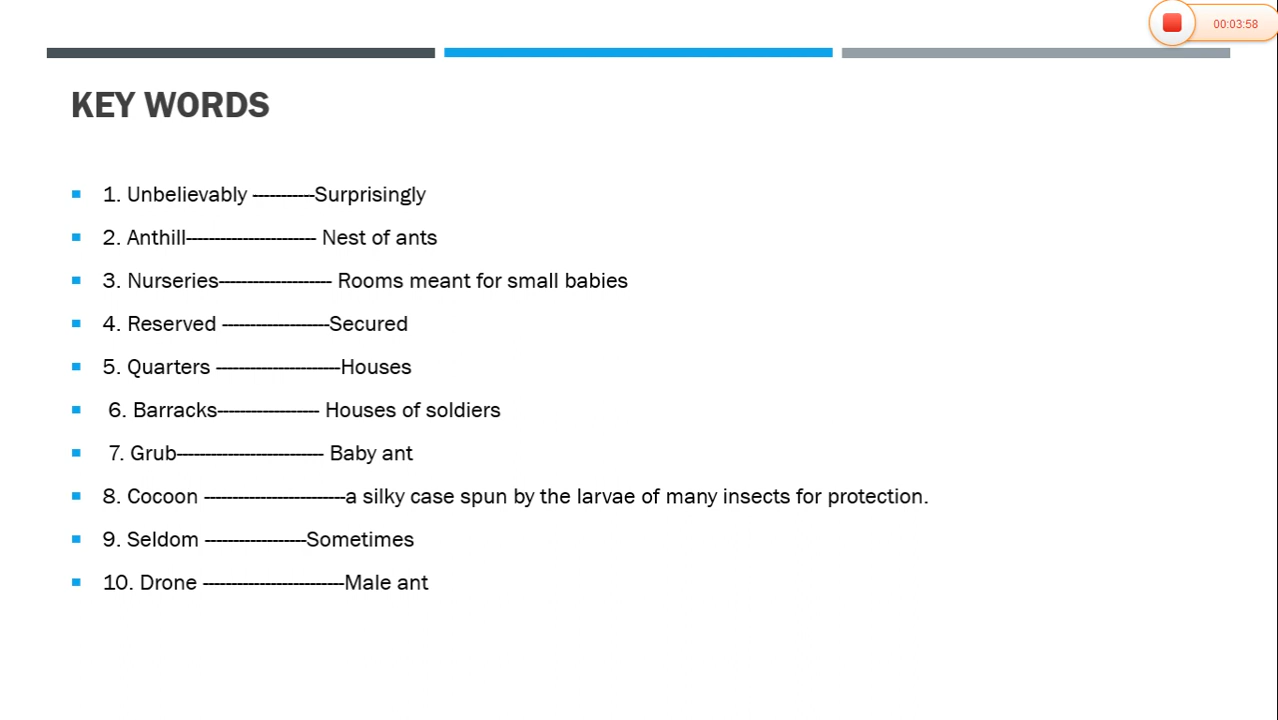 00:03:58
KEY WORDS
1. Unbelievably -----------Surprisingly
2. Anthill----------------------- Nest of ants
3. Nurseries-------------------- Rooms meant for small babies
4. Reserved -------------------Secured
5. Quarters ----------------------Houses
6. Barracks------------------ Houses of soldiers
7. Grub-------------------------- Baby ant
8. Cocoon -------------------------a silky case spun by the larvae of many insects for protection.
9. Seldom ------------------Sometimes
10. Drone -------------------------Male ant